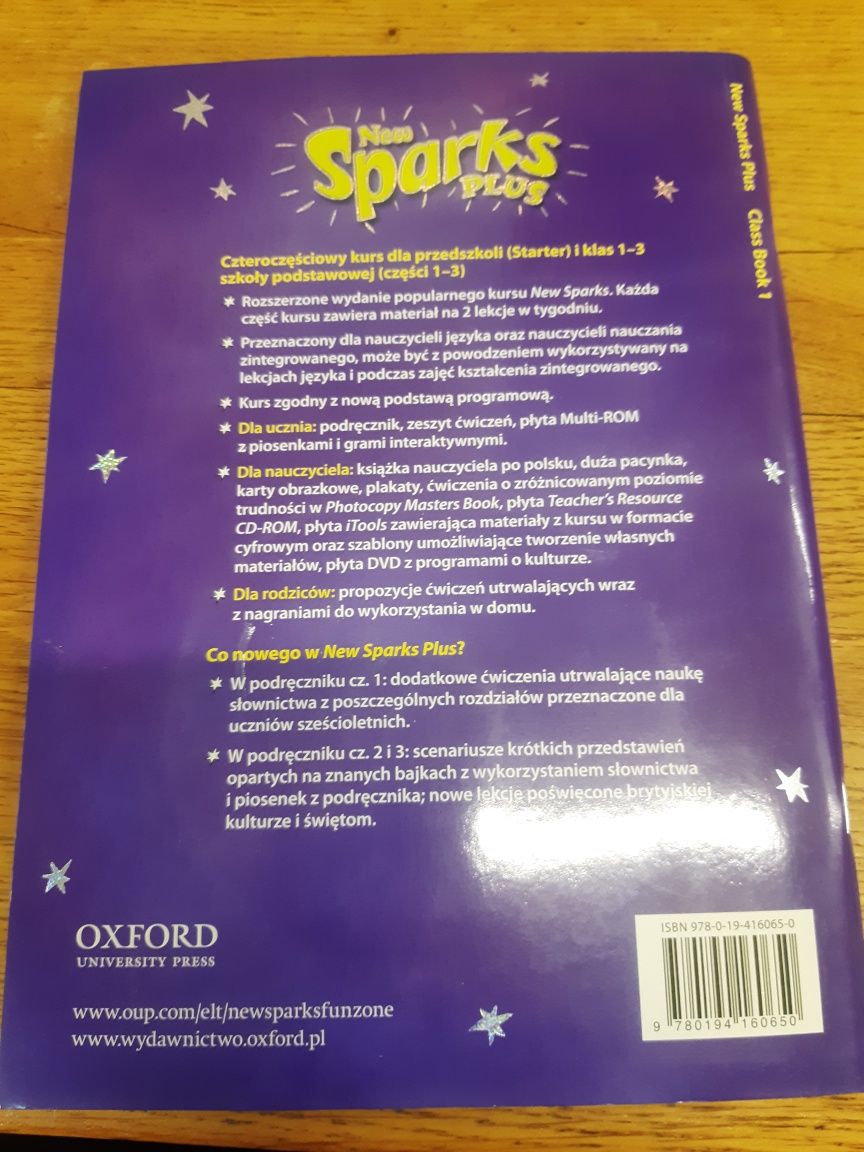 New
Sparks
PLUS
New Sparks Plus Class Book 1
Czteroczęściowy kurs dla przedszkoli (Starter) i klas 1–3
szkoły podstawowej (części 1–3)
Rozszerzone wydanie popularnego kursu New Sparks. Każda
część kursu zawiera materiał na 2 lekcje w tygodniu.
Przeznaczony dla nauczycieli języka oraz nauczycieli nauczania
zintegrowanego, może być z powodzeniem wykorzystywany na
lekcjach języka i podczas zajęć kształcenia zintegrowanego.
Kurs zgodny z nową podstawą programową.
Dla ucznia: podręcznik, zeszyt ćwiczeń, płyta Multi-ROM
z piosenkami i grami interaktywnymi.
Dla nauczyciela: książka nauczyciela po polsku, duża pacynka,
karty obrazkowe, plakaty, ćwiczenia o zróżnicowanym poziomie
trudności w Photocopy Masters Book, płyta Teacher's Resource
CD-ROM, płyta iTools zawierająca materiały z kursu w formacie
cyfrowym oraz szablony umożliwiające tworzenie własnych
materiałów, płyta DVD z programami o kulturze.
Dla rodziców: propozycje ćwiczeń utrwalających wraz
z nagraniami do wykorzystania w domu.
Co nowego w New Sparks Plus?
W podręczniku cz. 1: dodatkowe ćwiczenia utrwalające naukę
słownictwa z poszczególnych rozdziałów przeznaczone dla
uczniów sześcioletnich.
W podręczniku cz. 2 i 3: scenariusze krótkich przedstawień
opartych na znanych bajkach z wykorzystaniem słownictwa
i piosenek z podręcznika; nowe lekcje poświęcone brytyjskiej
kulturze i świętom.
OXFORD
UNIVERSITY PRESS
www.oup.com/elt/newsparksfunzone
www.wydawnictwo.oxford.pl
ISBN 978-0-19-416065-0
9 780194 160650